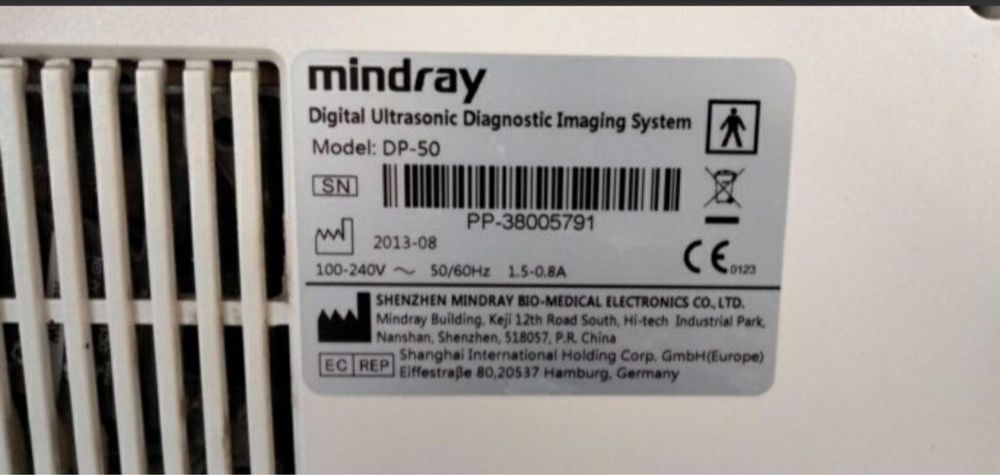 mindray
Digital Ultrasonic Diagnostic Imaging System
Model: DP-50
SN
PP-38005791
2013-08
100-240V ~ 50/60Hz 1.5-0.8A
CE 0123
SHENZHEN MINDRAY BIO-MEDICAL ELECTRONICS CO., LTD.
Mindray Building, Keji 12th Road South, Hi-tech Industrial Park,
Nanshan, Shenzhen, 518057, P.R. China
EC REP Shanghai International Holding Corp. GmbH(Europe)
Eiffestraβe 80,20537 Hamburg, Germany